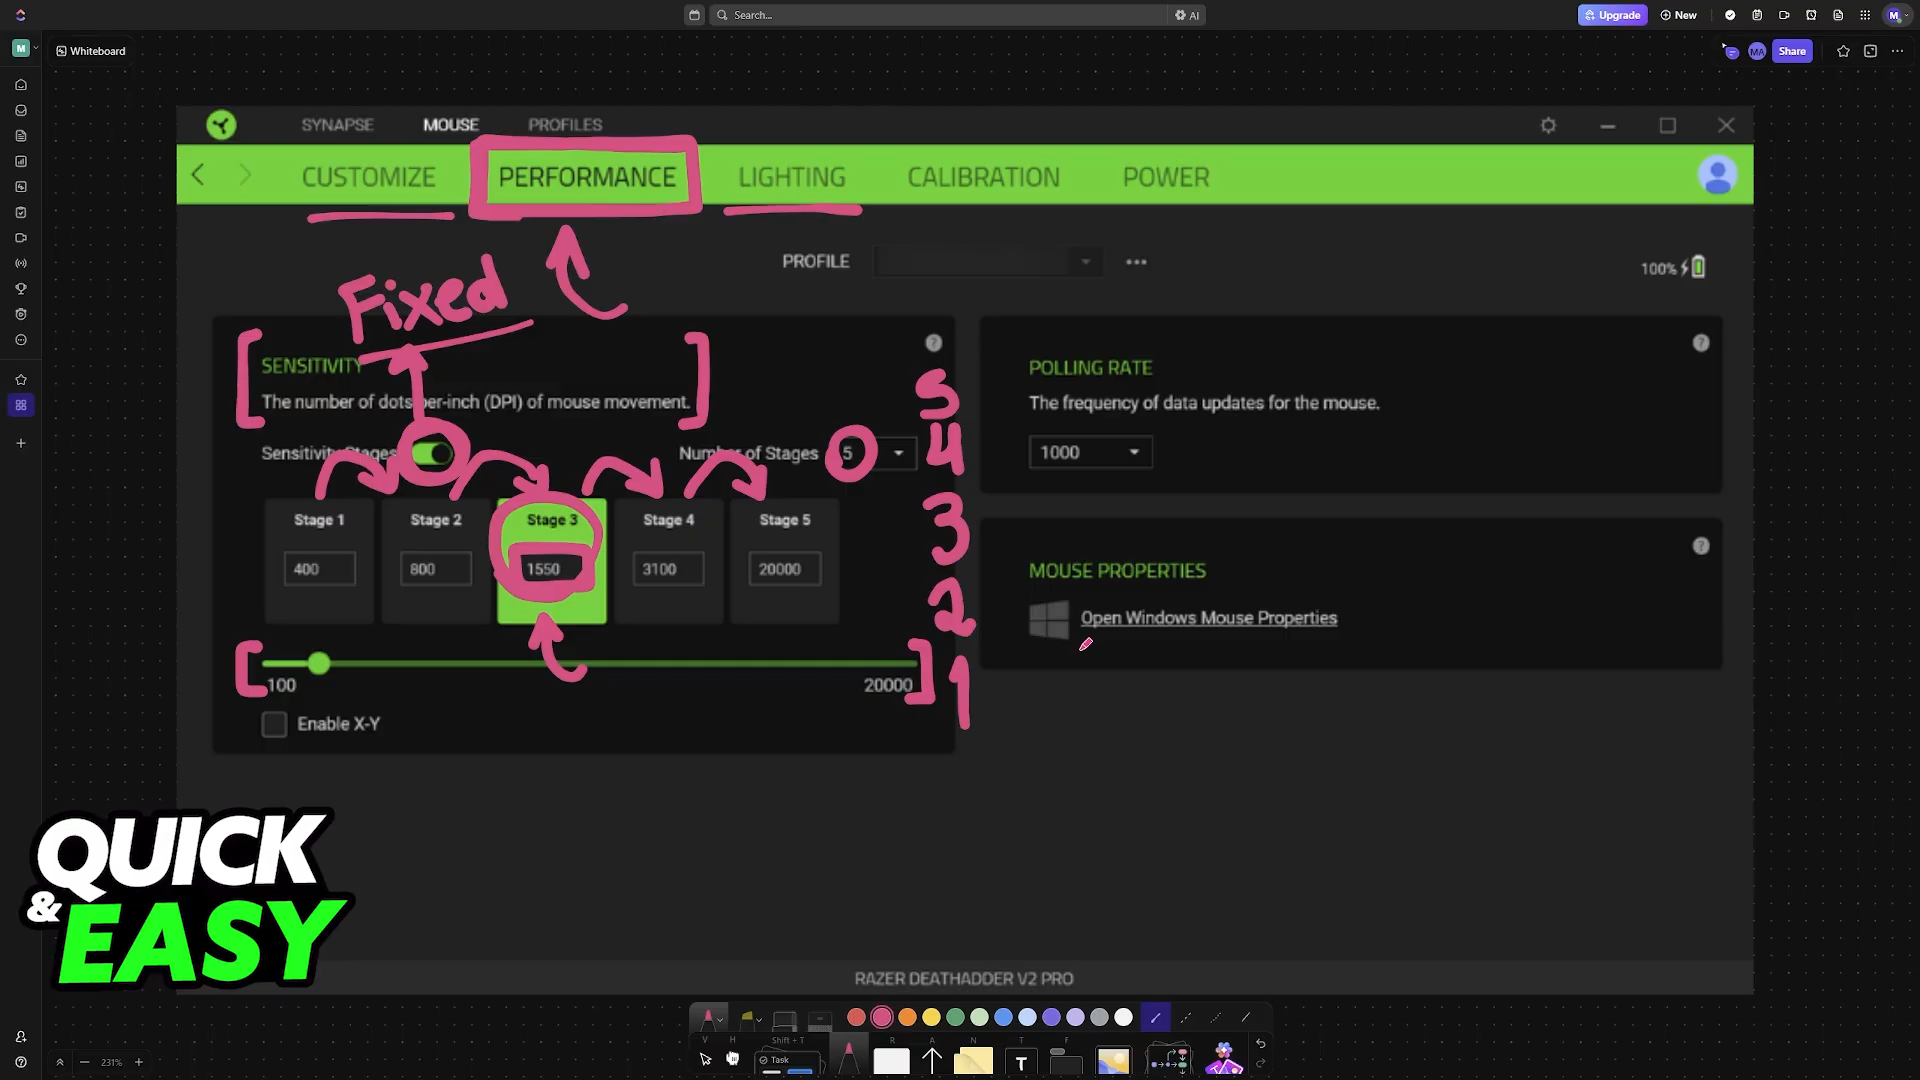 Search...
AI
Upgrade
New
M
M
Whiteboard
MA
Share
SYNAPSE
MOUSE
PROFILES
CUSTOMIZE
PERFORMANCE
LIGHTING
CALIBRATION
POWER
PROFILE
100%
Fixed
SENSITIVITY
The number of dots per-inch (DPI) of mouse movement.
Sensitivity Stages
Number of Stages
5
Stage 1
Stage 2
Stage 3
Stage 4
Stage 5
400
800
1550
3100
20000
100
20000
Enable X-Y
5
4
3
2
1
POLLING RATE
The frequency of data updates for the mouse.
1000
MOUSE PROPERTIES
Open Windows Mouse Properties
QUICK
&EASY
RAZER DEATHADDER V2 PRO
V
H
Shift + T
R
A
N
T
F
Task
T
231%